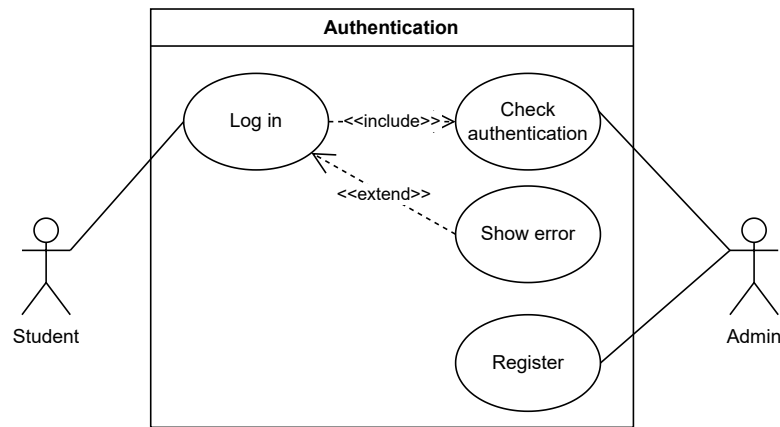 Authentication
Log in
<<include>>
Check
authentication
<<extend>>
Show error
Student
Admin
Register